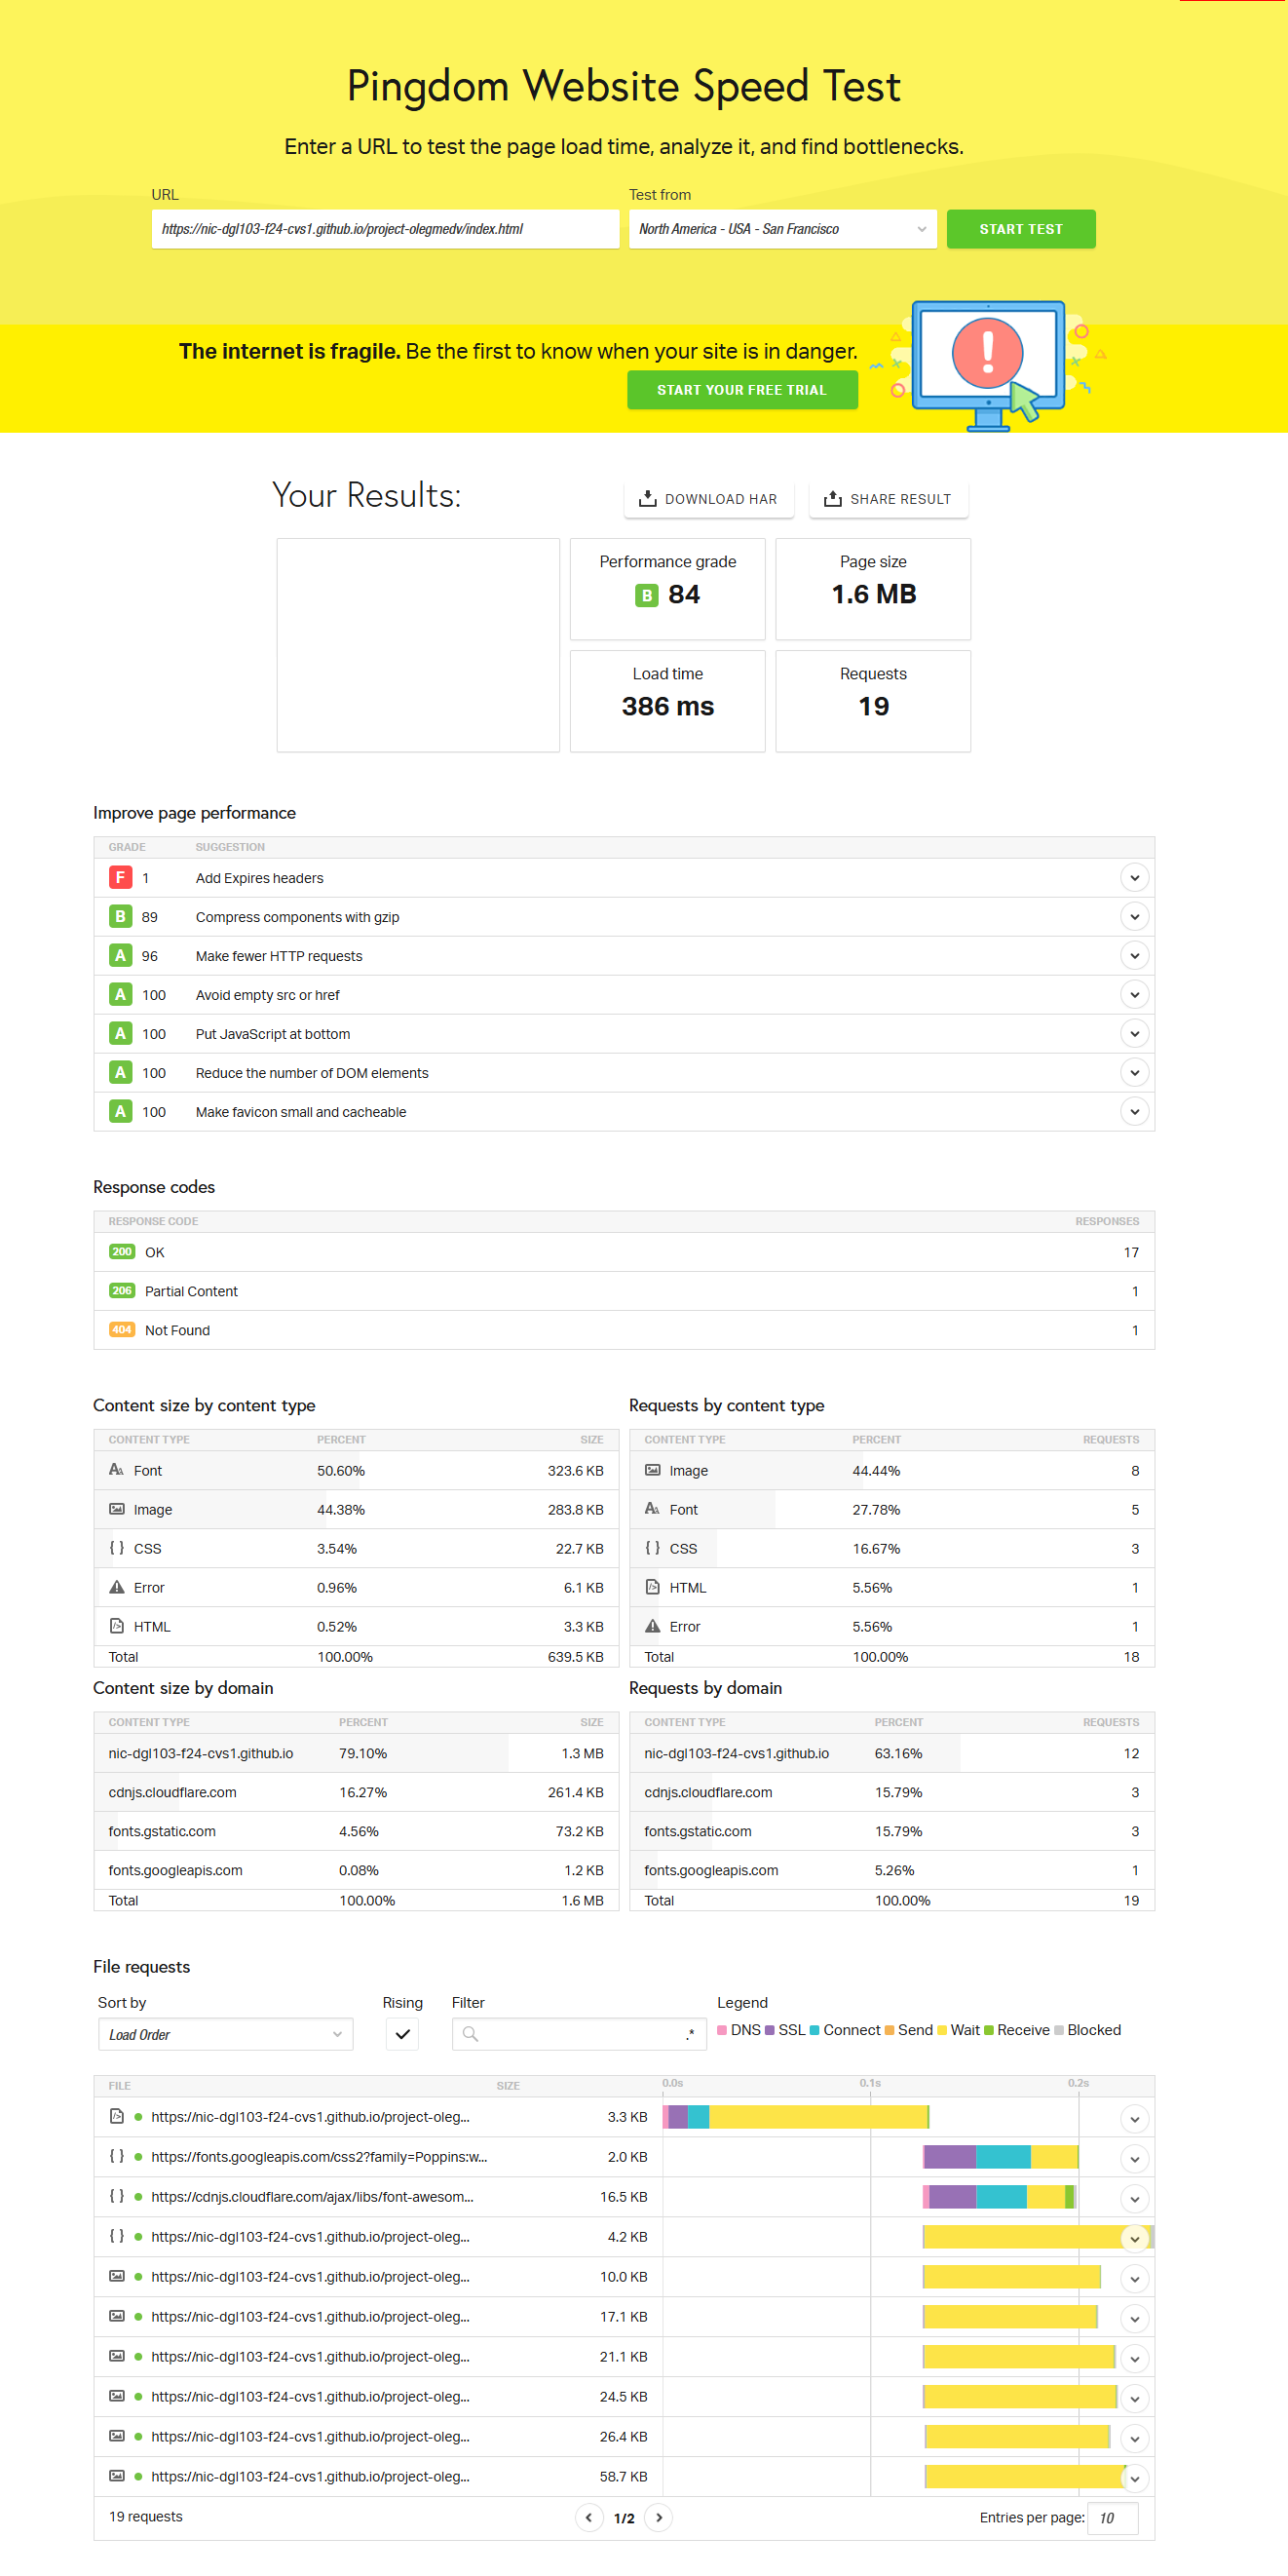 Pingdom Website Speed Test
Enter a URL to test the page load time, analyze it, and find bottlenecks.
URL
Test from
https://nic-dgl103-f24-cvs1.github.io/project-olegmedv/index.html
North America - USA - San Francisco
START TEST
The internet is fragile. Be the first to know when your site is in danger.
START YOUR FREE TRIAL
Your Results:
DOWNLOAD HAR
SHARE RESULT
Performance grade
B 84
Page size
1.6 MB
Load time
386 ms
Requests
19
Improve page performance
GRADE SUGGESTION
F 1 Add Expires headers
B 89 Compress components with gzip
A 96 Make fewer HTTP requests
A 100 Avoid empty src or href
A 100 Put JavaScript at bottom
A 100 Reduce the number of DOM elements
A 100 Make favicon small and cacheable
Response codes
RESPONSE CODE RESPONSES
200 OK 17
206 Partial Content 1
404 Not Found 1
Content size by content type
CONTENT TYPE PERCENT SIZE
Font 50.60% 323.6 KB
Image 44.38% 283.8 KB
{ } CSS 3.54% 22.7 KB
Error 0.96% 6.1 KB
HTML 0.52% 3.3 KB
Total 100.00% 639.5 KB
Requests by content type
CONTENT TYPE PERCENT REQUESTS
Image 44.44% 8
Font 27.78% 5
{ } CSS 16.67% 3
HTML 5.56% 1
Error 5.56% 1
Total 100.00% 18
Content size by domain
CONTENT TYPE PERCENT SIZE
nic-dgl103-f24-cvs1.github.io 79.10% 1.3 MB
cdnjs.cloudflare.com 16.27% 261.4 KB
fonts.gstatic.com 4.56% 73.2 KB
fonts.googleapis.com 0.08% 1.2 KB
Total 100.00% 1.6 MB
Requests by domain
CONTENT TYPE PERCENT REQUESTS
nic-dgl103-f24-cvs1.github.io 63.16% 12
cdnjs.cloudflare.com 15.79% 3
fonts.gstatic.com 15.79% 3
fonts.googleapis.com 5.26% 1
Total 100.00% 19
File requests
Sort by
Rising
Filter
Legend
Load Order
.*
DNS SSL Connect Send Wait Receive Blocked
FILE SIZE 0.0s 0.1s 0.2s
https://nic-dgl103-f24-cvs1.github.io/project-oleg... 3.3 KB
{ } https://fonts.googleapis.com/css2?family=Poppins:w... 2.0 KB
{ } https://cdnjs.cloudflare.com/ajax/libs/font-awesom... 16.5 KB
{ } https://nic-dgl103-f24-cvs1.github.io/project-oleg... 4.2 KB
https://nic-dgl103-f24-cvs1.github.io/project-oleg... 10.0 KB
https://nic-dgl103-f24-cvs1.github.io/project-oleg... 17.1 KB
https://nic-dgl103-f24-cvs1.github.io/project-oleg... 21.1 KB
https://nic-dgl103-f24-cvs1.github.io/project-oleg... 24.5 KB
https://nic-dgl103-f24-cvs1.github.io/project-oleg... 26.4 KB
https://nic-dgl103-f24-cvs1.github.io/project-oleg... 58.7 KB
19 requests
1/2
Entries per page: 10